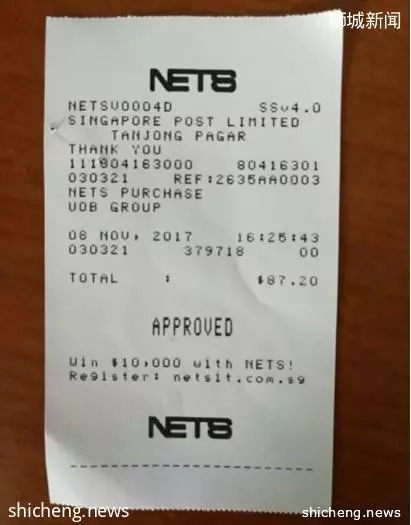 狮城新闻
NETS
NETSV0004D SSv4.0
SINGAPORE POST LIMITED
TANJONG PAGAR
THANK YOU
111804163000 80416301
030321 REF:2635AA0003
NETS PURCHASE
UOB GROUP
08 NOV, 2017 16:25:43
030321 379718 00
TOTAL : $87.20
APPROVED
Win $10,000 with NETS!
Register: netsit.com.sg
NETS
shicheng.news shicheng.news